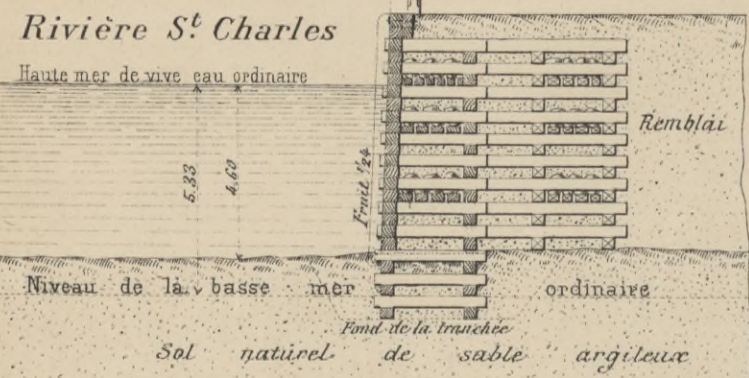 Rivière St. Charles
Haute mer de vive eau ordinaire
Remblai
5.33
4.60
Fruit 1/24
Niveau de la basse mer ordinaire
Fond de la tranchée
Sol naturel de sable argileux